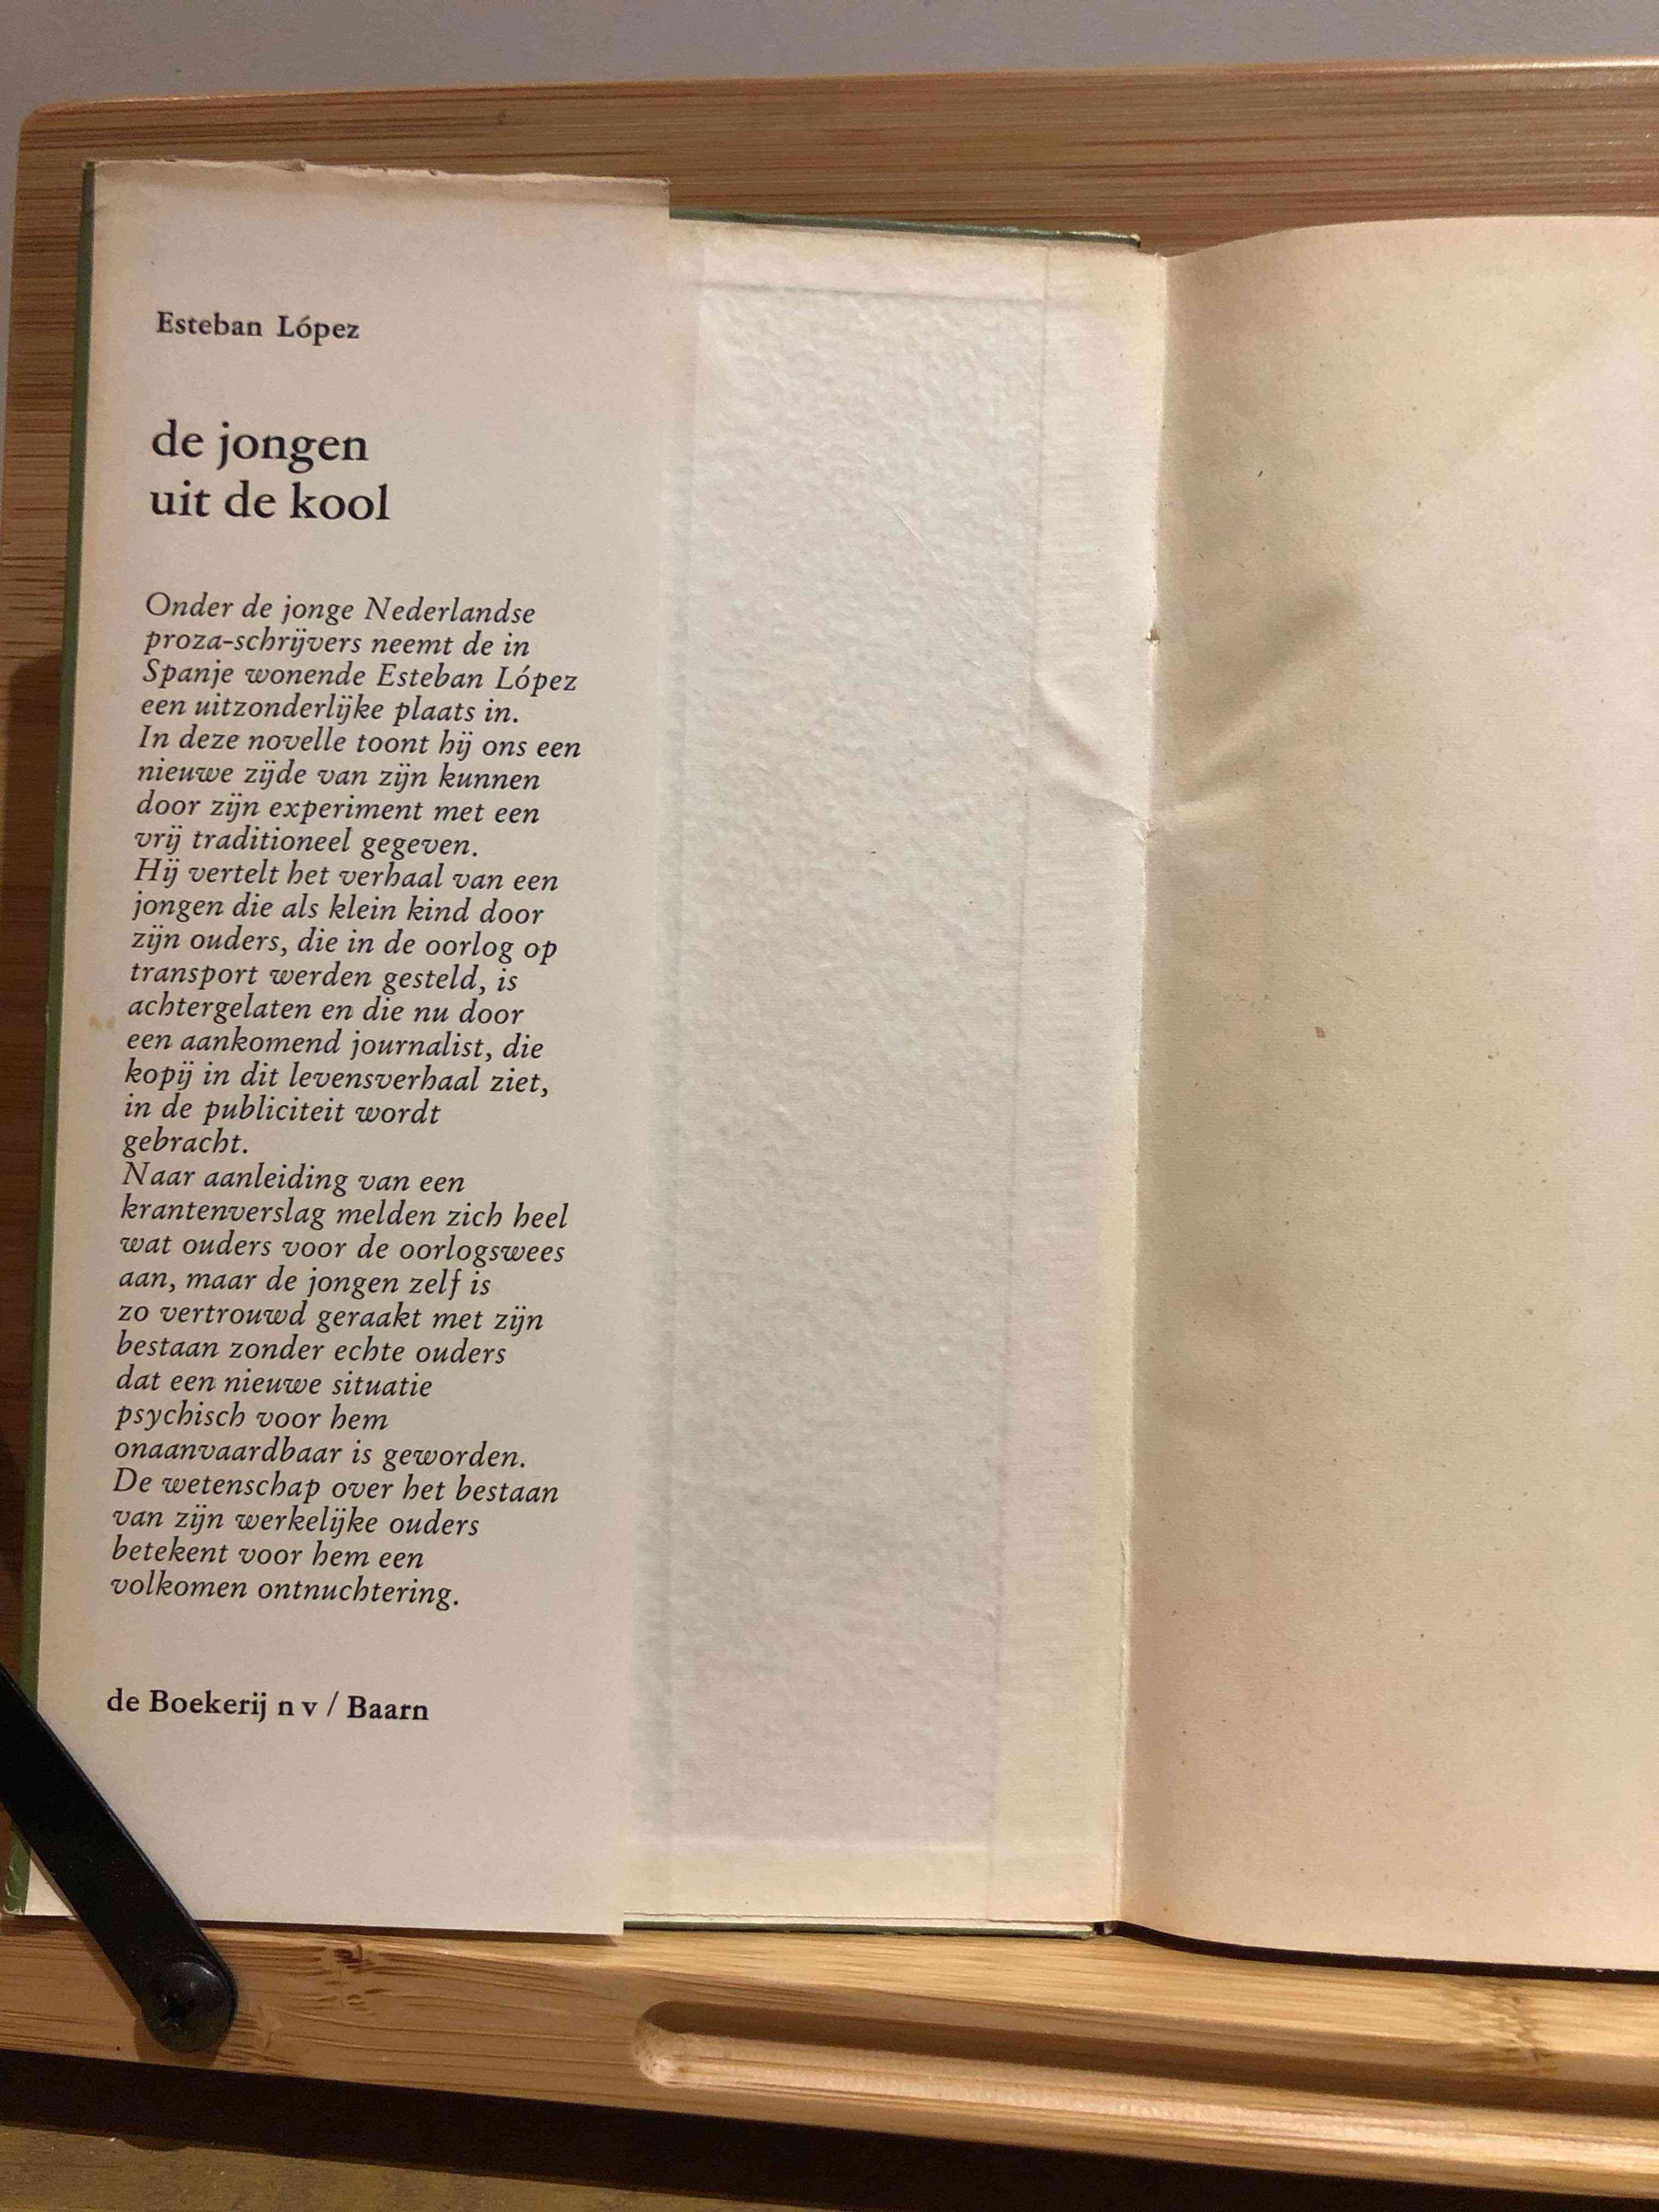 Esteban López
de jongen
uit de kool
Onder de jonge Nederlandse
proza-schrijvers neemt de in
Spanje wonende Esteban López
een uitzonderlijke plaats in.
In deze novelle toont hij ons een
nieuwe zijde van zijn kunnen
door zijn experiment met een
vrij traditioneel gegeven.
Hij vertelt het verhaal van een
jongen die als klein kind door
zijn ouders, die in de oorlog op
transport werden gesteld, is
achtergelaten en die nu door
een aankomend journalist, die
kopij in dit levensverhaal ziet,
in de publiciteit wordt
gebracht.
Naar aanleiding van een
krantenverslag melden zich heel
wat ouders voor de oorlogswees
aan, maar de jongen zelf is
zo vertrouwd geraakt met zijn
bestaan zonder echte ouders
dat een nieuwe situatie
psychisch voor hem
onaanvaardbaar is geworden.
De wetenschap over het bestaan
van zijn werkelijke ouders
betekent voor hem een
volkomen ontnuchtering.
de Boekerij n v / Baarn